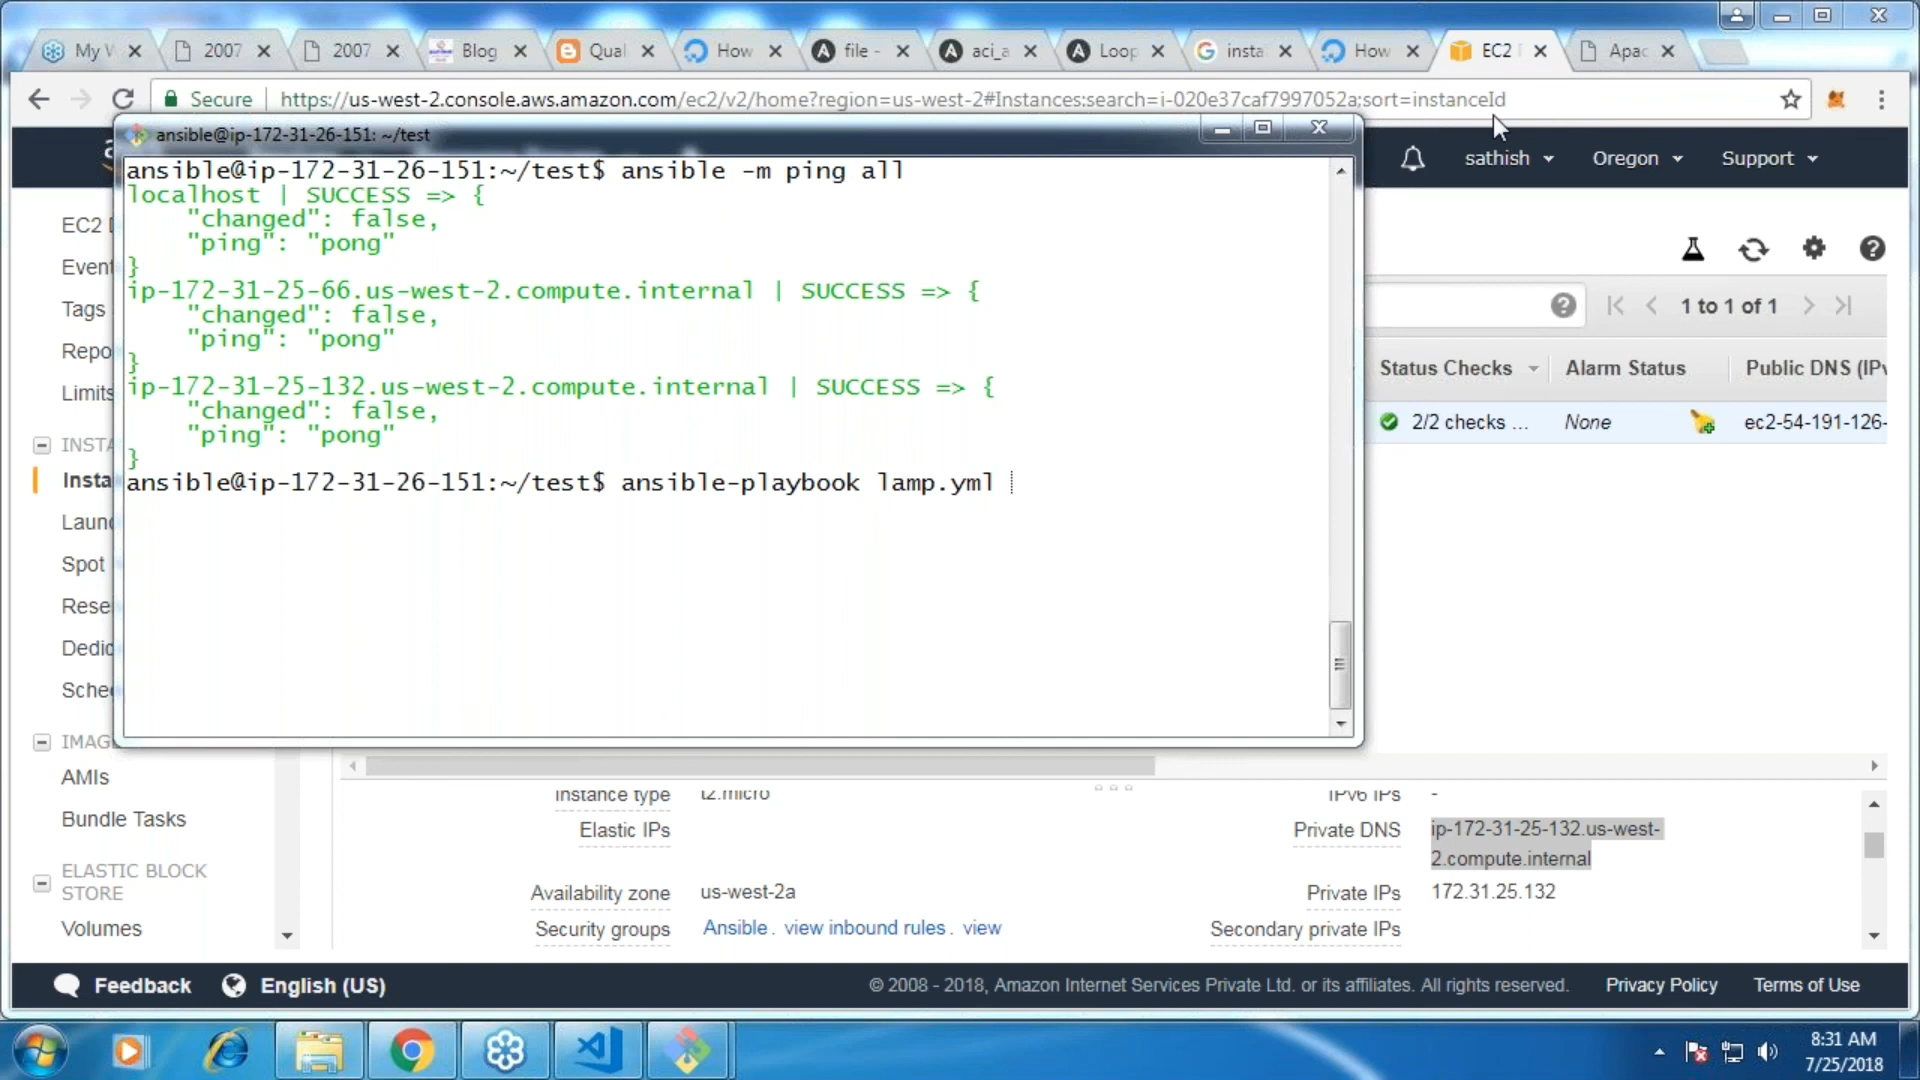 My W
2007
2007
Blog
Qual
How
file -
aci_a
Loop
insta
How
EC2
Apac
Secure
https://us-west-2.console.aws.amazon.com/ec2/v2/home?region=us-west-2#Instances:search=i-020e37caf7997052a;sort=instanceId
ansible@ip-172-31-26-151: ~/test
ansible@ip-172-31-26-151:~/test$ ansible -m ping all
localhost | SUCCESS => {
"changed": false,
"ping": "pong"
}
ip-172-31-25-66.us-west-2.compute.internal | SUCCESS => {
"changed": false,
"ping": "pong"
}
ip-172-31-25-132.us-west-2.compute.internal | SUCCESS => {
"changed": false,
"ping": "pong"
}
ansible@ip-172-31-26-151:~/test$ ansible-playbook lamp.yml
sathish
Oregon
Support
EC2 D
Event
Tags
Repo
Limits
INSTA
Insta
Launc
Spot
Rese
Dedic
Sche
IMAG
AMIs
Bundle Tasks
ELASTIC BLOCK
STORE
Volumes
1 to 1 of 1
Status Checks
Alarm Status
Public DNS (IPv
2/2 checks ...
None
ec2-54-191-126-
Instance type
t2.micro
IPv6 IPs
-
Elastic IPs
Private DNS
ip-172-31-25-132.us-west-
2.compute.internal
Availability zone
us-west-2a
Private IPs
172.31.25.132
Security groups
Ansible. view inbound rules. view
Secondary private IPs
Feedback
English (US)
© 2008 - 2018, Amazon Internet Services Private Ltd. or its affiliates. All rights reserved.
Privacy Policy
Terms of Use
8:31 AM
7/25/2018